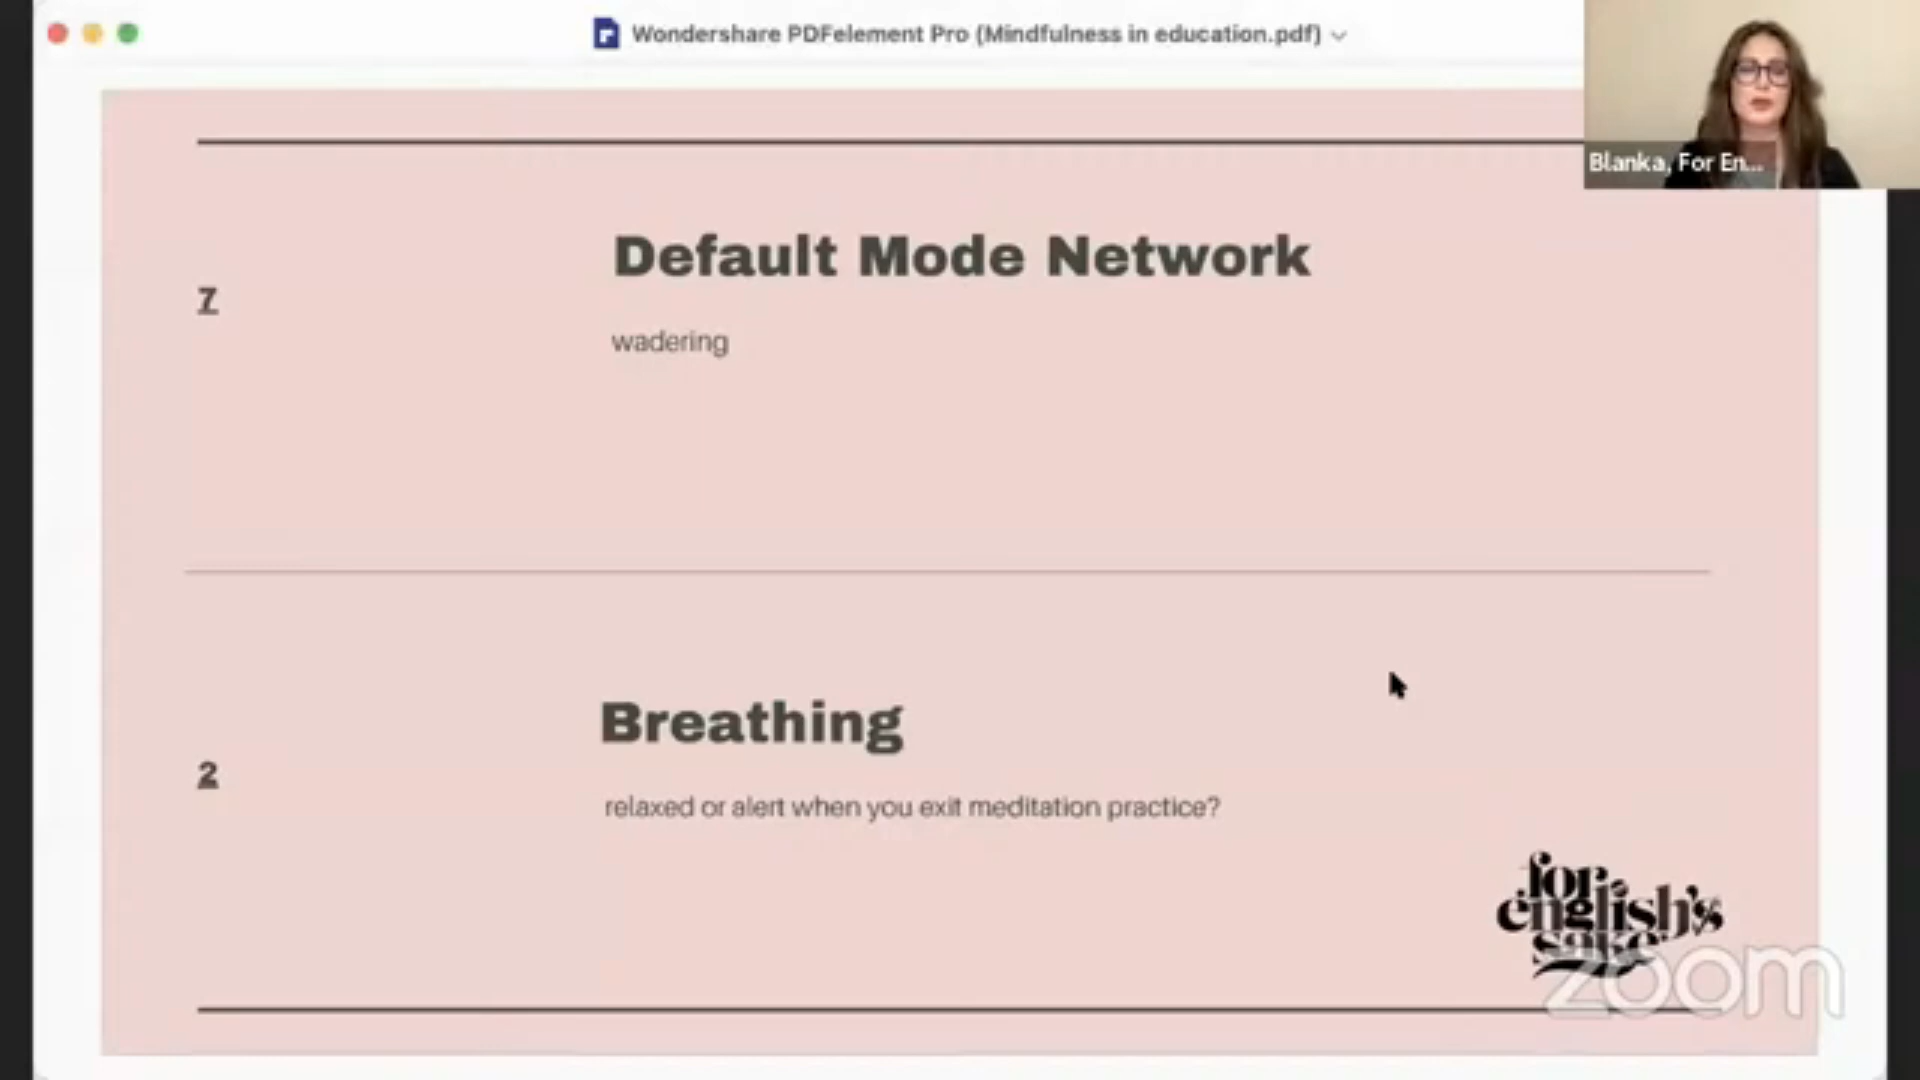 Wondershare PDFelement Pro (Mindfulness in education.pdf)
Blanka, For En...
Default Mode Network
7
wadering
Breathing
2
relaxed or alert when you exit meditation practice?
for
english's
sake
zoom